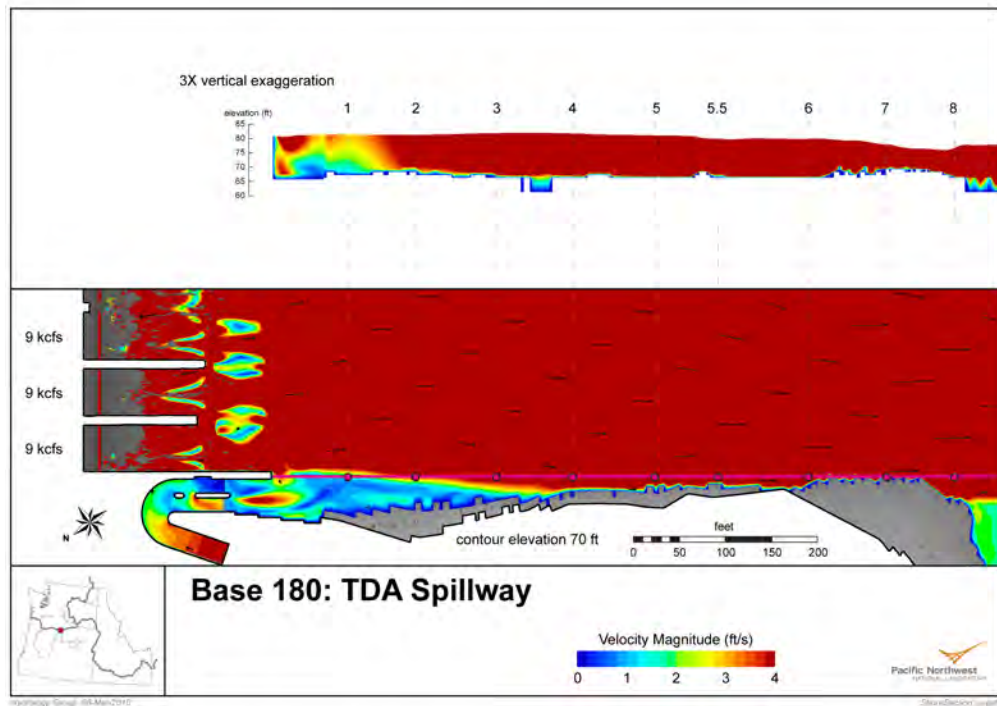 3X vertical exaggeration
elevation (ft)
1 2 3 4 5 5.5 6 7 8
85
80
75
70
65
60
9 kcfs
9 kcfs
9 kcfs
N
contour elevation 70 ft
feet
0 50 100 150 200
Base 180: TDA Spillway
Velocity Magnitude (ft/s)
0 1 2 3 4
Pacific Northwest
NATIONAL LABORATORY